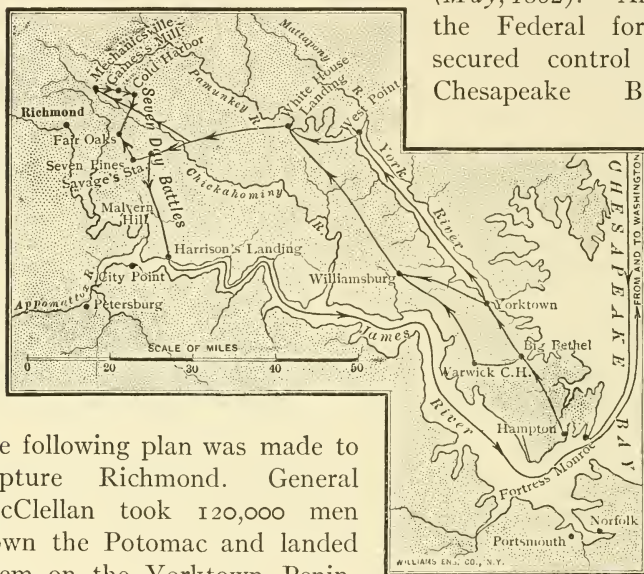 (May, 1862).
the Federal for
secured control
Chesapeake B
Mechanicsville
Gaines's Mill
Cold Harbor
Mattapony R.
Pamunkey R.
White House
Landing
West Point
Richmond
Fair Oaks
Seven Pines
Savage's Sta.
Seven Day Battles
Chickahominy R.
York River
Malvern
Hill
Harrison's Landing
City Point
Appomattox R.
Petersburg
Williamsburg
Yorktown
James River
Big Bethel
Warwick C.H.
Hampton
Fortress Monroe
CHESAPEAKE BAY
FROM AND TO WASHINGTON
Norfolk
Portsmouth
SCALE OF MILES
0 10 20 30 40 50
WILLIAMS ENG. CO., N.Y.
e following plan was made to
pture Richmond. General
cClellan took 120,000 men
own the Potomac and landed
em on the Yorktown Penin-